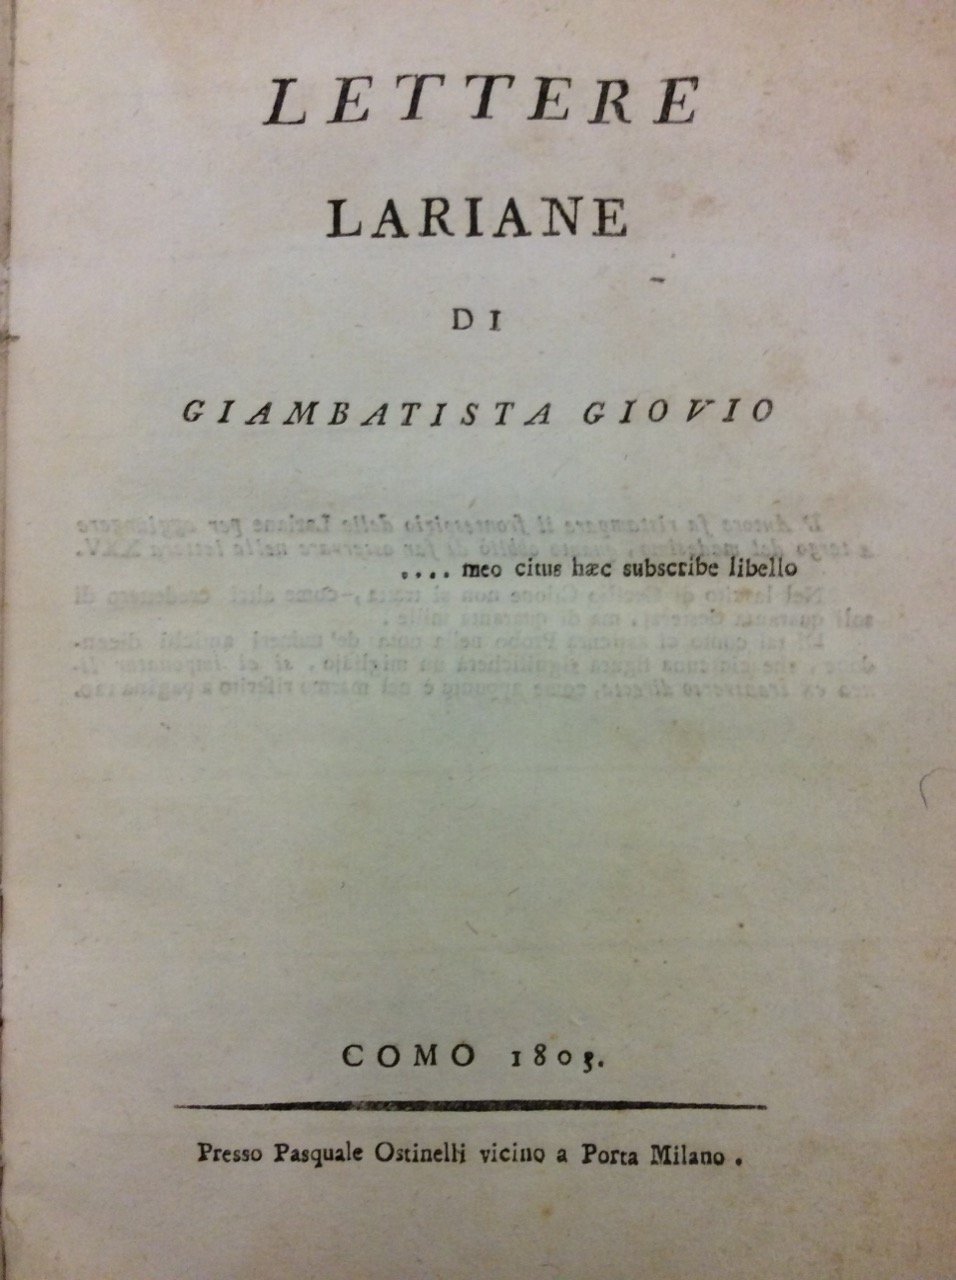 LETTERE
LARIANE
DI
GIAMBATISTA GIOVIO
.... meo citus hæc subscribe libello
COMO 1803.
Presso Pasquale Ostinelli vicino a Porta Milano .